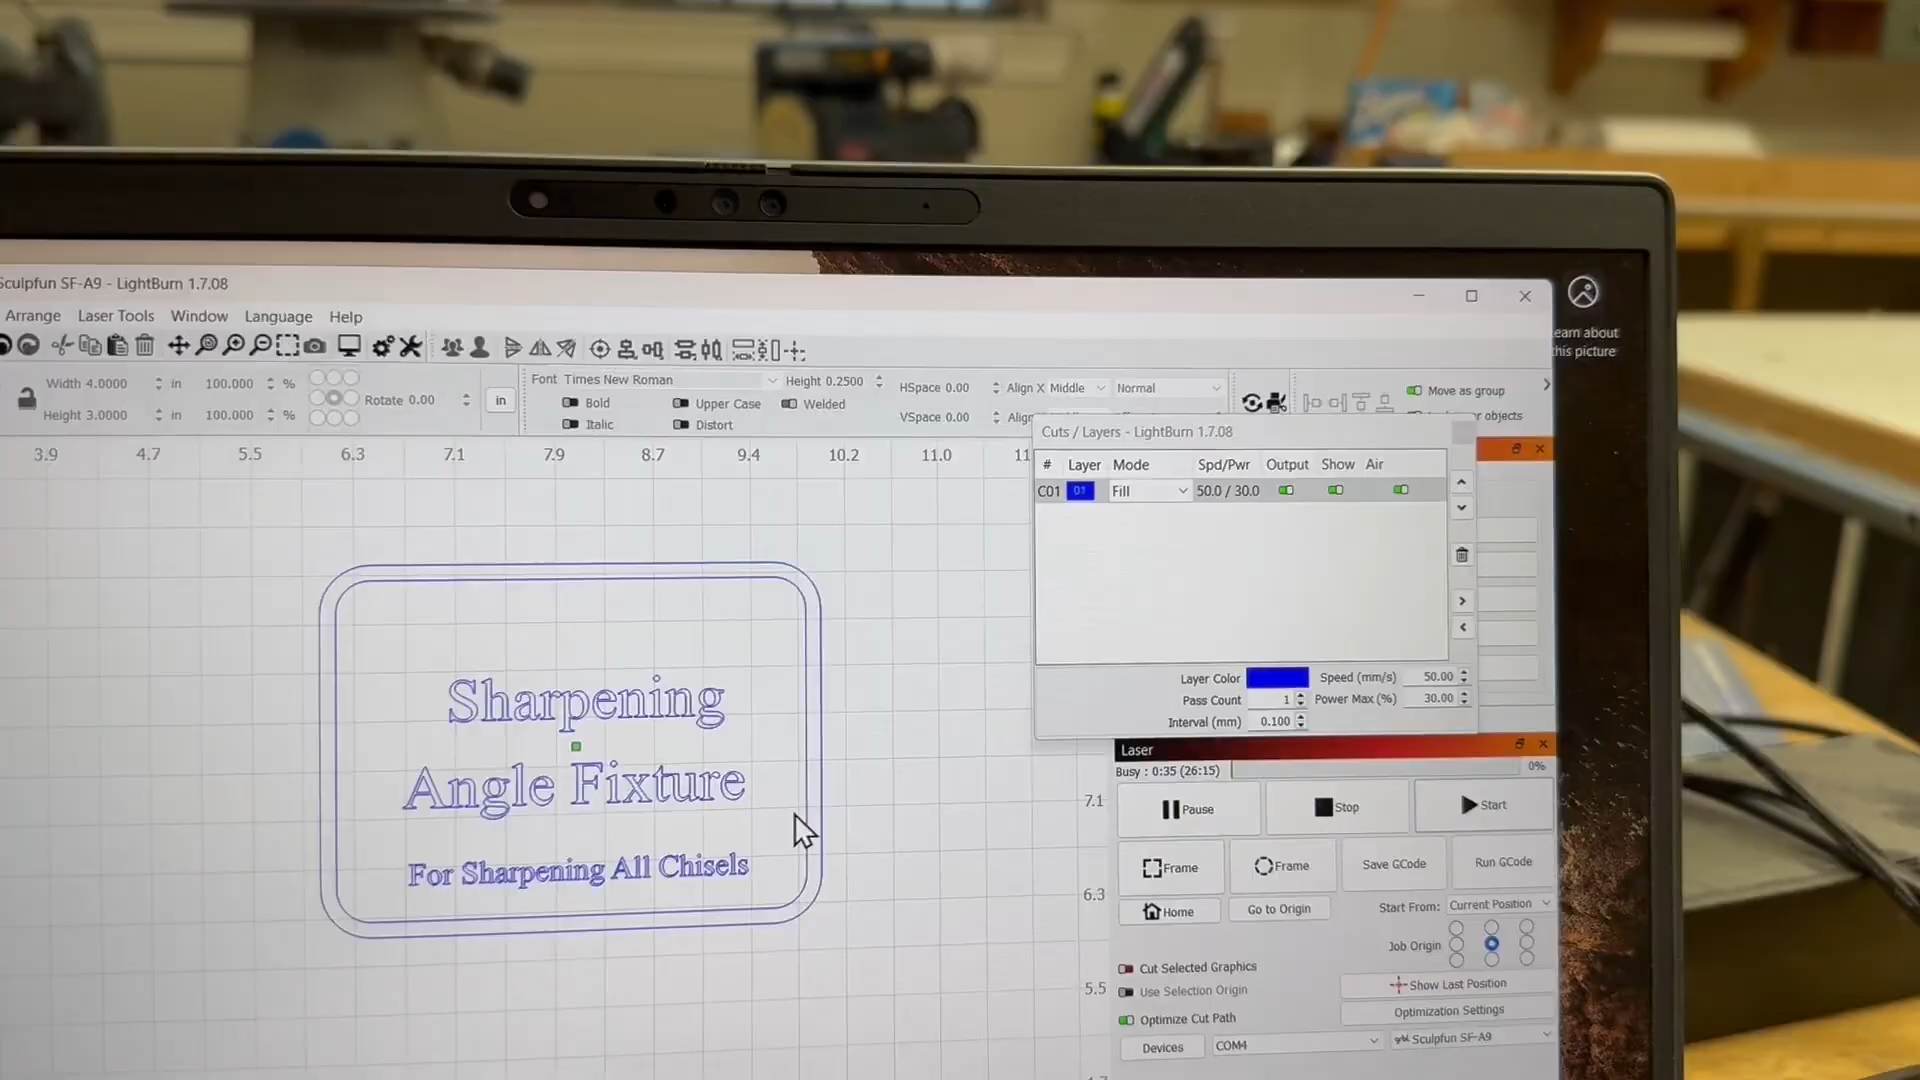 Sculpfun SF-A9 - LightBurn 1.7.08
earn about
his picture
Arrange Laser Tools Window Language Help
Width 4.0000 in 100.000 %
Height 3.0000 in 100.000 %
Rotate 0.00
in
Font Times New Roman Height 0.2500 HSpace 0.00 Align X Middle Normal
Bold Upper Case Welded
Italic Distort VSpace 0.00 Align
Move as group
r objects
3.9 4.7 5.5 6.3 7.1 7.9 8.7 9.4 10.2 11.0 11
Cuts / Layers - LightBurn 1.7.08
# Layer Mode Spd/Pwr Output Show Air
C01 01 Fill 50.0 / 30.0
Layer Color Speed (mm/s) 50.00
Pass Count 1 Power Max (%) 30.00
Interval (mm) 0.100
Sharpening
Angle Fixture
For Sharpening All Chisels
Laser
Busy : 0:35 (26:15) 0%
7.1
6.3
5.5
Pause Stop Start
Frame Frame Save GCode Run GCode
Home Go to Origin Start From: Current Position
Job Origin
Cut Selected Graphics
Use Selection Origin
Show Last Position
Optimize Cut Path
Optimization Settings
Devices COM4 Sculpfun SF-A9